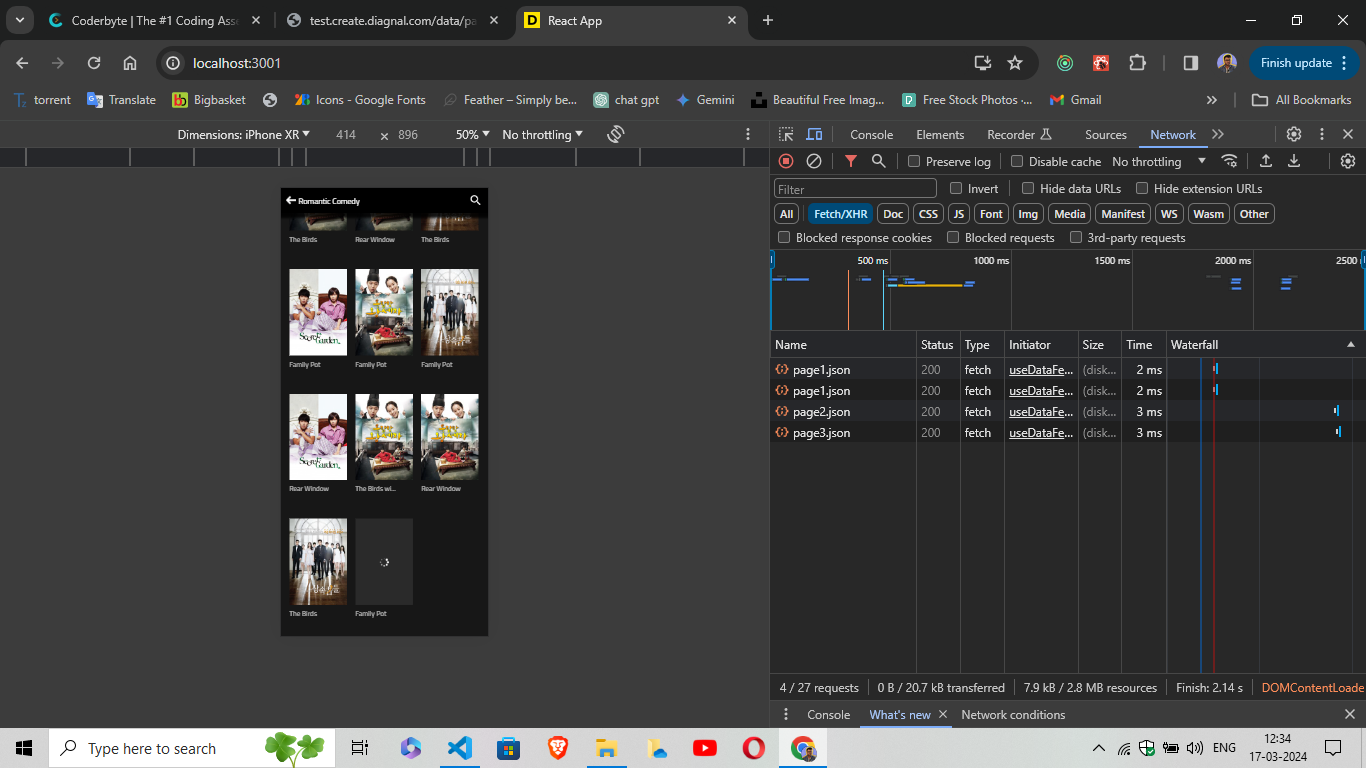 Coderbyte | The #1 Coding Asse
test.create.diagnal.com/data/pa
React App
localhost:3001
Finish update
torrent
Translate
Bigbasket
Icons - Google Fonts
Feather – Simply be...
chat gpt
Gemini
Beautiful Free Imag...
Free Stock Photos ·...
Gmail
All Bookmarks
Dimensions: iPhone XR
414
×
896
50%
No throttling
Console
Elements
Recorder
Sources
Network
Preserve log
Disable cache
No throttling
Filter
Invert
Hide data URLs
Hide extension URLs
All
Fetch/XHR
Doc
CSS
JS
Font
Img
Media
Manifest
WS
Wasm
Other
Blocked response cookies
Blocked requests
3rd-party requests
500 ms
1000 ms
1500 ms
2000 ms
2500
Name
Status
Type
Initiator
Size
Time
Waterfall
page1.json 200 fetch useDataFe... (disk... 2 ms
page1.json 200 fetch useDataFe... (disk... 2 ms
page2.json 200 fetch useDataFe... (disk... 3 ms
page3.json 200 fetch useDataFe... (disk... 3 ms
Romantic Comedy
The Birds
Rear Window
The Birds
Family Pot
Family Pot
Family Pot
Rear Window
The Birds wi...
Rear Window
The Birds
Family Pot
4 / 27 requests
0 B / 20.7 kB transferred
7.9 kB / 2.8 MB resources
Finish: 2.14 s
DOMContentLoade
Console
What's new
Network conditions
Type here to search
ENG
12:34
17-03-2024